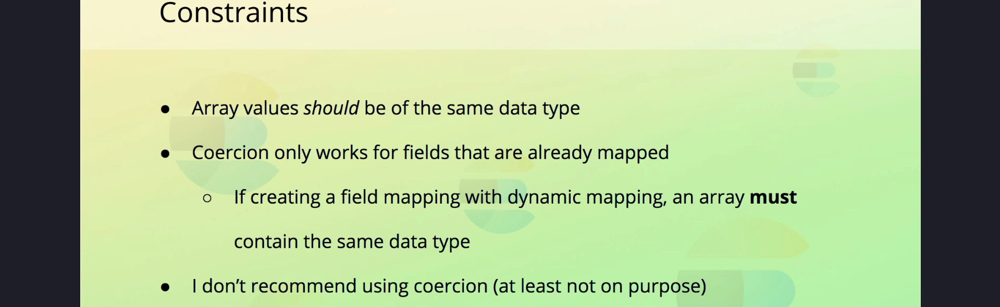 Constraints
● Array values should be of the same data type
● Coercion only works for fields that are already mapped
○ If creating a field mapping with dynamic mapping, an array must
contain the same data type
● I don’t recommend using coercion (at least not on purpose)